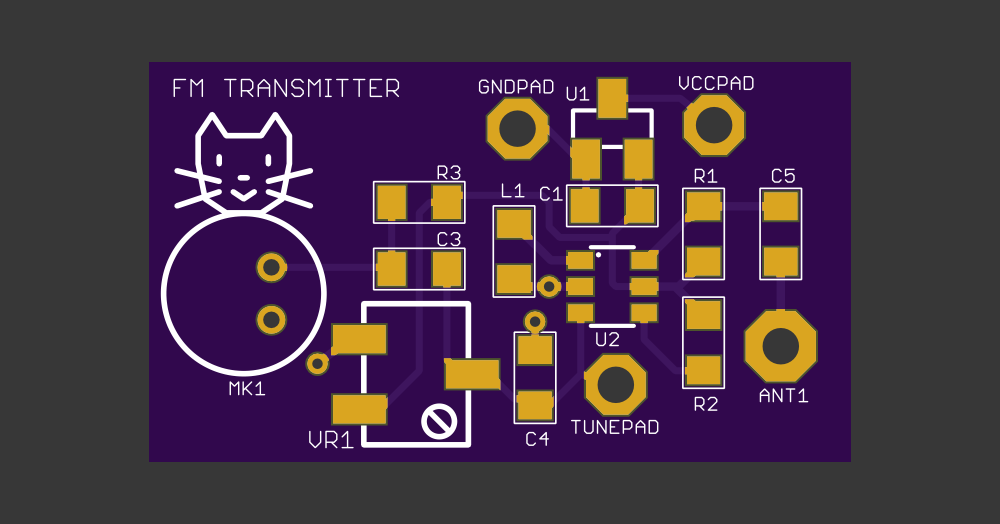 FM TRANSMITTER
GNDPAD
U1
VCCPAD
R3
L1
C1
R1
C5
C3
U2
MK1
VR1
C4
TUNEPAD
R2
ANT1